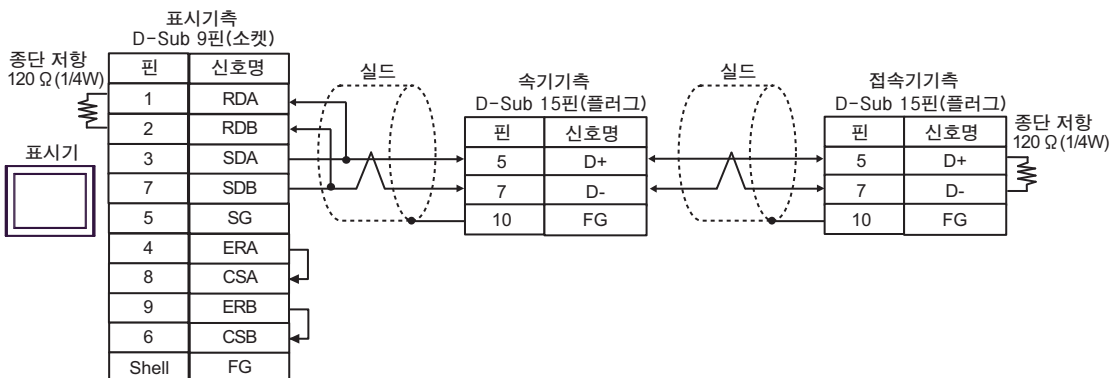 표시기측
D-Sub 9핀(소켓)
종단 저항
120 Ω(1/4W)
핀 신호명
1 RDA
2 RDB
3 SDA
7 SDB
5 SG
4 ERA
8 CSA
9 ERB
6 CSB
Shell FG
표시기
실드
속기기측
D-Sub 15핀(플러그)
핀 신호명
5 D+
7 D-
10 FG
실드
접속기기측
D-Sub 15핀(플러그)
핀 신호명
5 D+
7 D-
10 FG
종단 저항
120 Ω(1/4W)